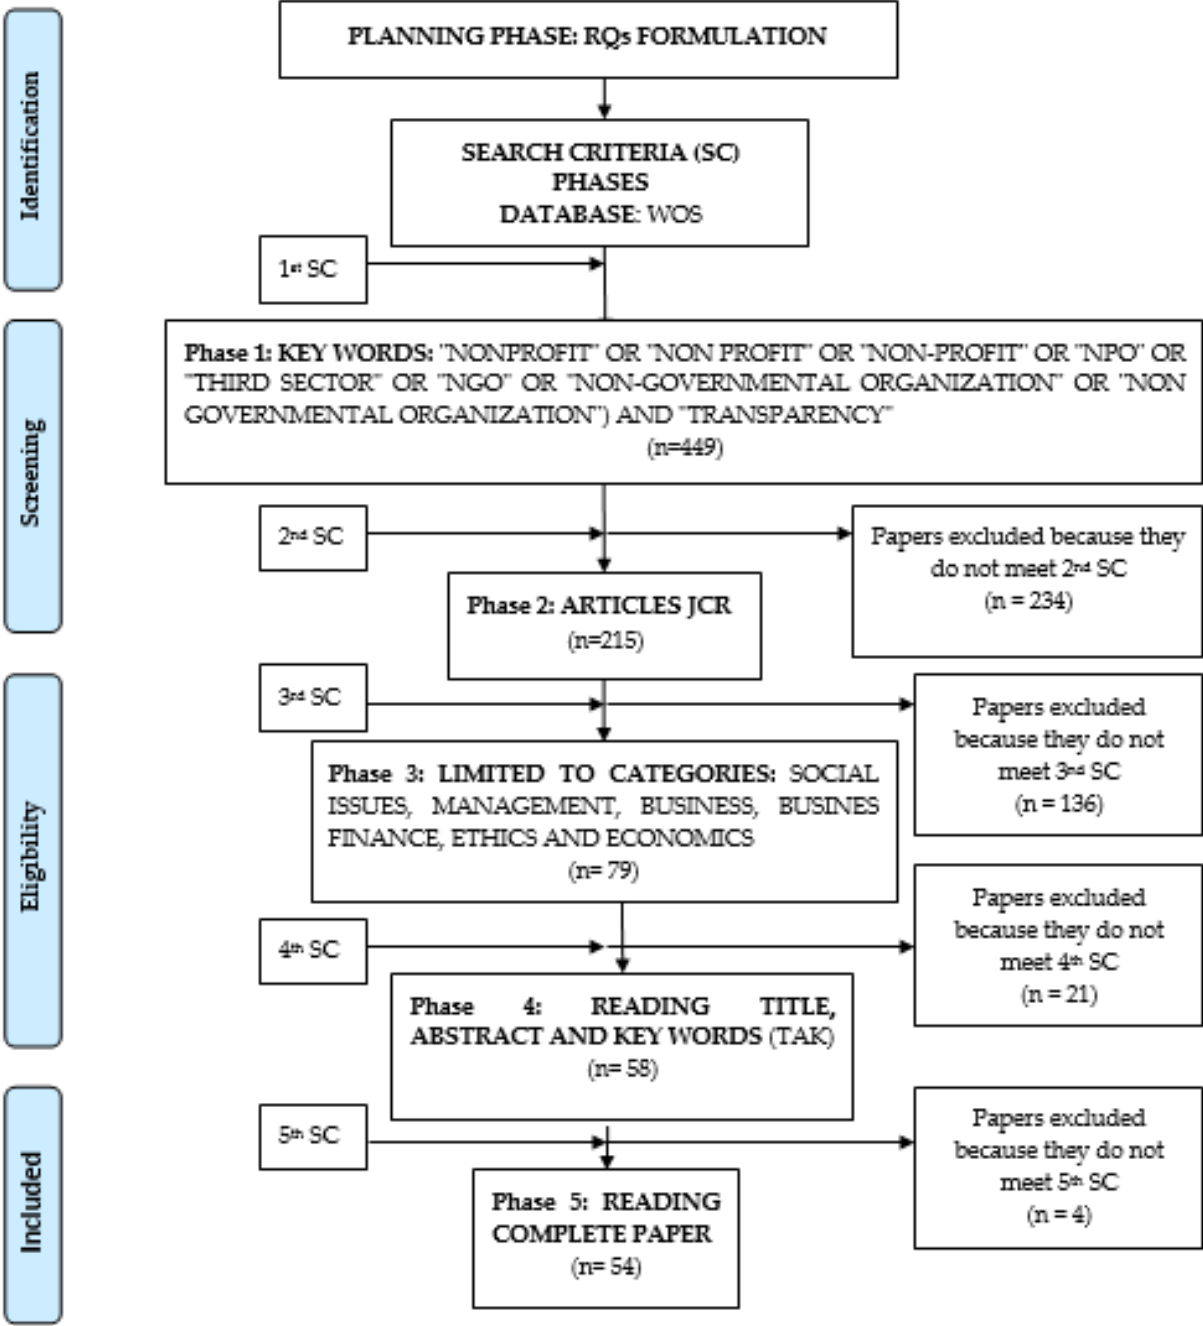 Identification
PLANNING PHASE: RQs FORMULATION
SEARCH CRITERIA (SC)
PHASES
DATABASE: WOS
1st SC
Screening
Phase 1: KEY WORDS: "NONPROFIT" OR "NON PROFIT" OR "NON-PROFIT" OR "NPO" OR
"THIRD SECTOR" OR "NGO" OR "NON-GOVERNMENTAL ORGANIZATION" OR "NON
GOVERNMENTAL ORGANIZATION") AND "TRANSPARENCY"
(n=449)
2nd SC
Papers excluded because they
do not meet 2nd SC
(n = 234)
Phase 2: ARTICLES JCR
(n=215)
Eligibility
3rd SC
Papers excluded
because they do not
meet 3rd SC
(n = 136)
Phase 3: LIMITED TO CATEGORIES: SOCIAL
ISSUES, MANAGEMENT, BUSINESS, BUSINES
FINANCE, ETHICS AND ECONOMICS
(n= 79)
4th SC
Papers excluded
because they do not
meet 4th SC
(n = 21)
Phase 4: READING TITLE,
ABSTRACT AND KEY WORDS (TAK)
(n= 58)
Included
5th SC
Papers excluded
because they do not
meet 5th SC
(n = 4)
Phase 5: READING
COMPLETE PAPER
(n= 54)